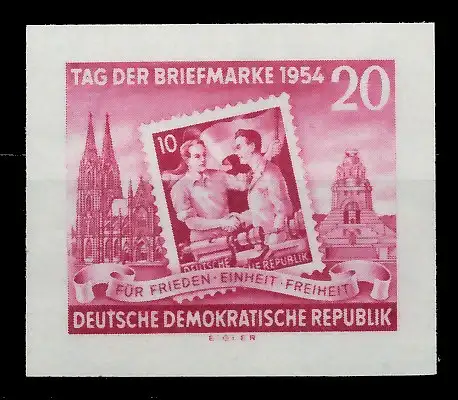 TAG DER BRIEFMARKE 1954 20
10
DEUTSCHE
REPUBLIK
FÜR FRIEDEN · EINHEIT · FREIHEIT
DEUTSCHE DEMOKRATISCHE REPUBLIK